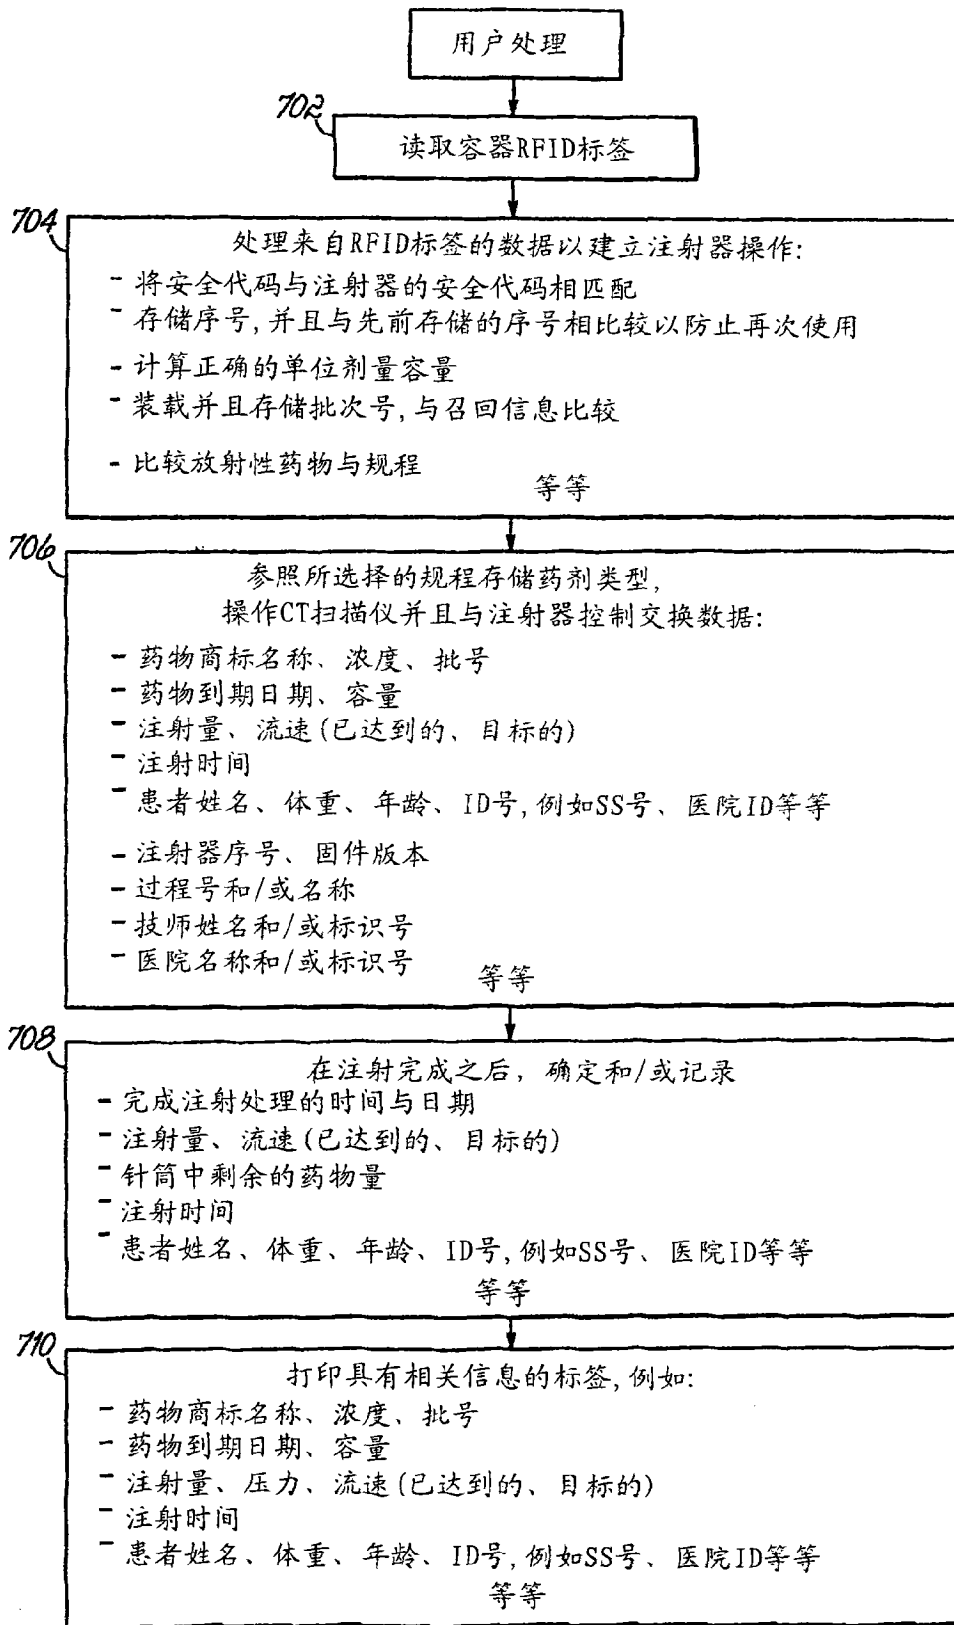 用户处理
702
读取容器RFID标签
704
处理来自RFID标签的数据以建立注射器操作:
- 将安全代码与注射器的安全代码相匹配
- 存储序号,并且与先前存储的序号相比较以防止再次使用
- 计算正确的单位剂量容量
- 装载并且存储批次号,与召回信息比较
- 比较放射性药物与规程
等等
706
参照所选择的规程存储药剂类型,
操作CT扫描仪并且与注射器控制交换数据:
- 药物商标名称、浓度、批号
- 药物到期日期、容量
- 注射量、流速(已达到的、目标的)
- 注射时间
- 患者姓名、体重、年龄、ID号,例如SS号、医院ID等等
- 注射器序号、固件版本
- 过程号和/或名称
- 技师姓名和/或标识号
- 医院名称和/或标识号
等等
708
在注射完成之后, 确定和/或记录
- 完成注射处理的时间与日期
- 注射量、流速(已达到的、目标的)
- 针筒中剩余的药物量
- 注射时间
- 患者姓名、体重、年龄、ID号,例如SS号、医院ID等等
等等
710
打印具有相关信息的标签,例如:
- 药物商标名称、浓度、批号
- 药物到期日期、容量
- 注射量、压力、流速(已达到的、目标的)
- 注射时间
- 患者姓名、体重、年龄、ID号,例如SS号、医院ID等等
等等